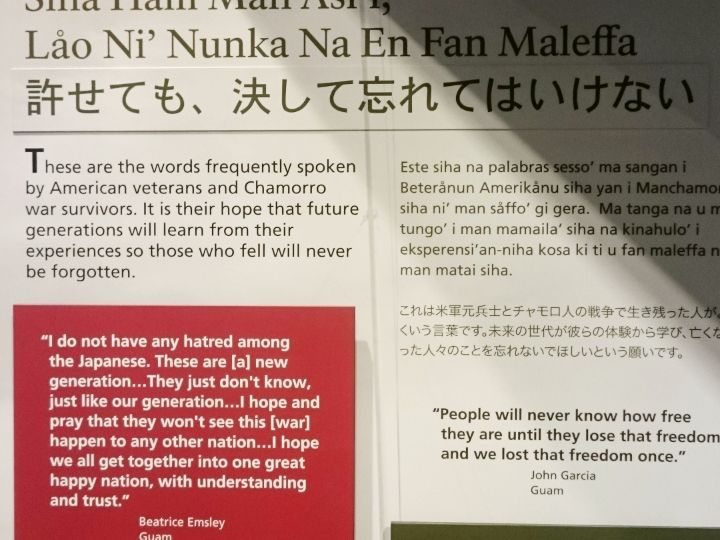 Låo Ni' Nunka Na En Fan Maleffa
許せても、決して忘れてはいけない
These are the words frequently spoken
by American veterans and Chamorro
war survivors. It is their hope that future
generations will learn from their
experiences so those who fell will never
be forgotten.
Este siha na palabras sesso' ma sangan i
Beterånun Amerikånu siha yan i Manchamor
siha ni' man såffo' gi gera. Ma tanga na u m
tungo' i man mamaila' siha na kinahulo' i
eksperensi'an-niha kosa ki ti u fan maleffa n
man matai siha.
これは米軍元兵士とチャモロ人の戦争で生き残った人が
くいう言葉です。未来の世代が彼らの体験から学び、亡くな
った人々のことを忘れないでほしいという願いです。
"I do not have any hatred among
the Japanese. These are [a] new
generation...They just don't know,
just like our generation...I hope and
pray that they won't see this [war]
happen to any other nation...I hope
we all get together into one great
happy nation, with understanding
and trust."
Beatrice Emsley
Guam
"People will never know how free
they are until they lose that freedom
and we lost that freedom once."
John Garcia
Guam